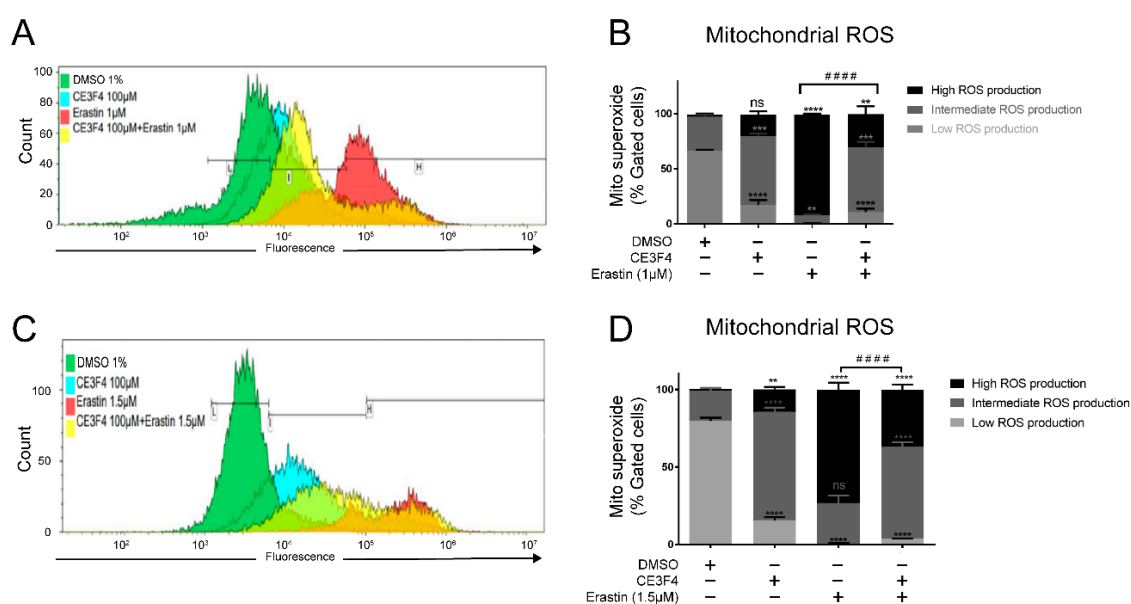 A
100
80
60
40
20
0
Count
DMSO 1%
CE3F4 100µM
Erastin 1µM
CE3F4 100µM+Erastin 1µM
L
I
H
10² 10³ 10⁴ 10⁵ 10⁶ 10⁷
Fluorescence
B
Mitochondrial ROS
Mito superoxide
(% Gated cells)
100
50
0
####
ns **** **
*** ***
**
**** ****
High ROS production
Intermediate ROS production
Low ROS production
DMSO + − − −
CE3F4 − + − +
Erastin (1µM) − − + +
C
100
50
0
Count
DMSO 1%
CE3F4 100µM
Erastin 1.5µM
CE3F4 100µM+Erastin 1.5µM
L
I
H
10² 10³ 10⁴ 10⁵ 10⁶ 10⁷
Fluorescence
D
Mitochondrial ROS
Mito superoxide
(% Gated cells)
100
50
0
####
** **** ****
**** ****
ns
**** **** ****
High ROS production
Intermediate ROS production
Low ROS production
DMSO + − − −
CE3F4 − + − +
Erastin (1.5µM) − − + +